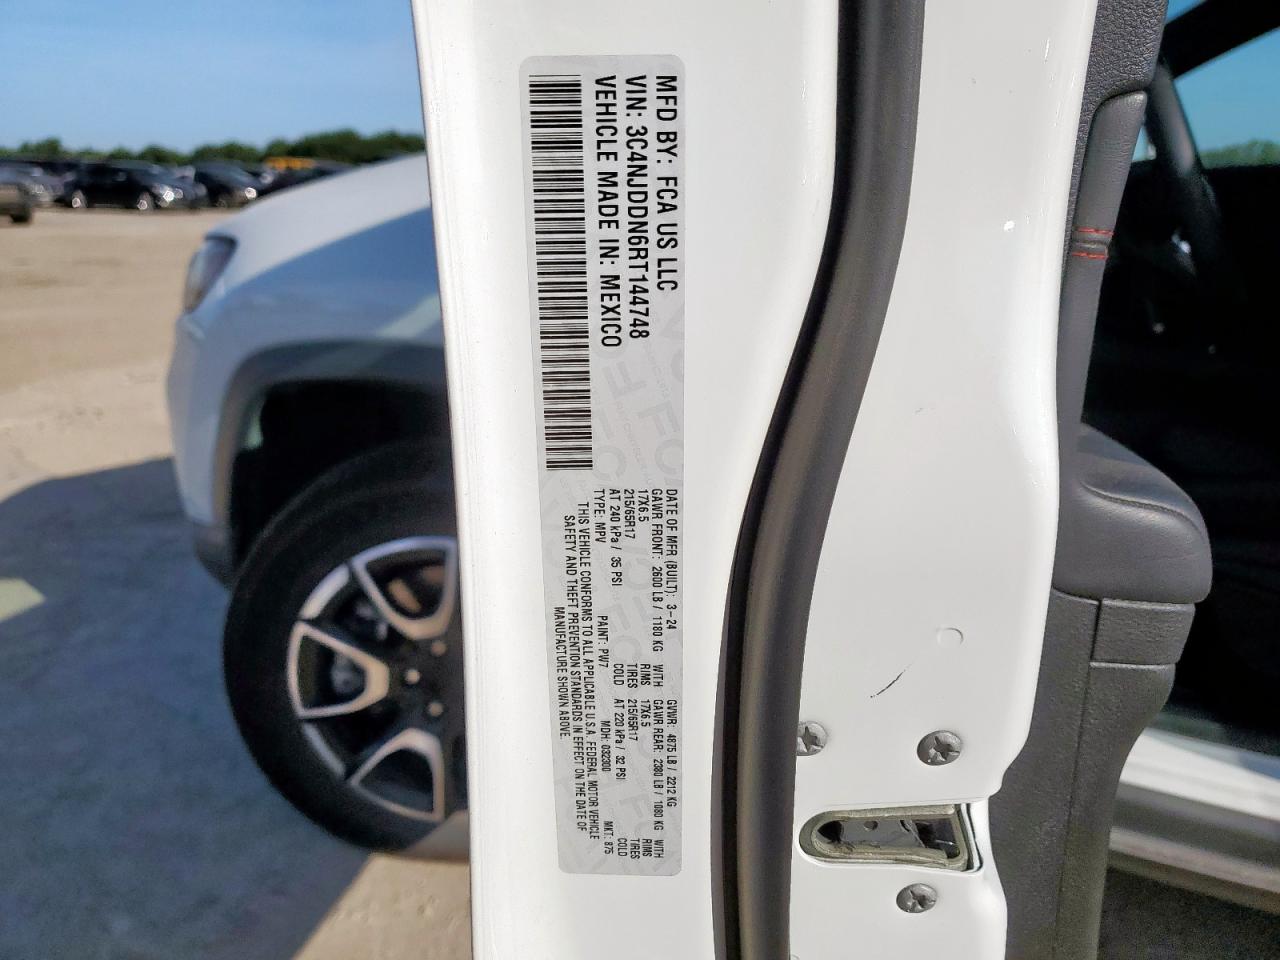 MFD BY: FCA US LLC
VIN: 3C4NJDDN6RT144748
VEHICLE MADE IN: MEXICO
DATE OF MFR (BUILT): 3-24 GVWR: 4875 LB / 2212 KG
GAWR FRONT: 2600 LB / 1180 KG WITH GAWR REAR: 2380 LB / 1080 KG WITH
17X6.5 RIMS 17X6.5 RIMS
215/65R17 TIRES 215/65R17 TIRES
AT 240 kPa / 35 PSI COLD AT 220 kPa / 32 PSI COLD
TYPE: MPV PAINT: PW7 MDH: 032300 MKT: 875
THIS VEHICLE CONFORMS TO ALL APPLICABLE U.S.A. FEDERAL MOTOR VEHICLE
SAFETY AND THEFT PREVENTION STANDARDS IN EFFECT ON THE DATE OF
MANUFACTURE SHOWN ABOVE.